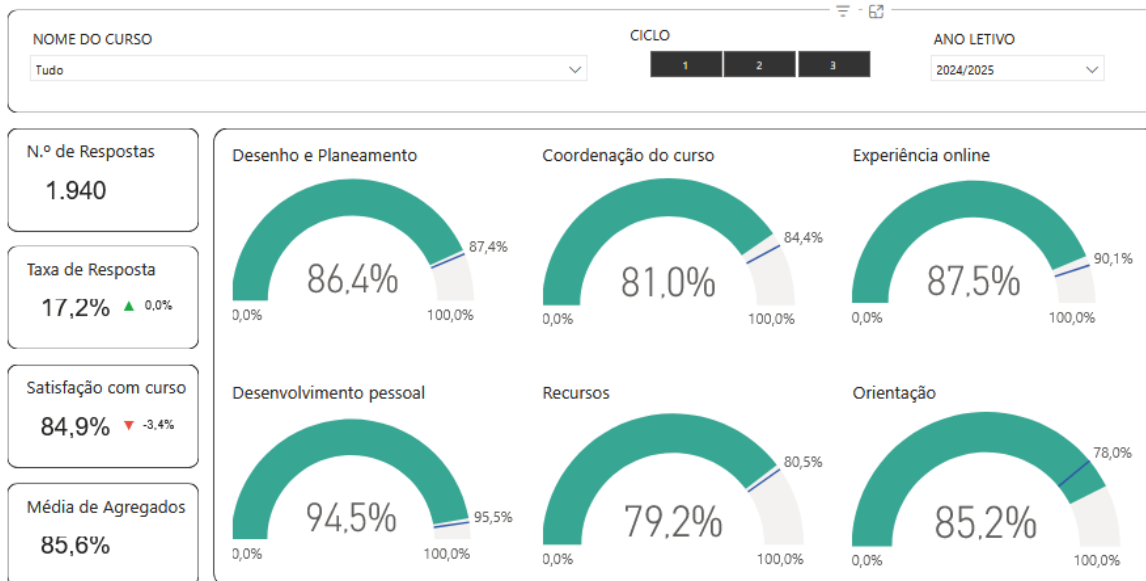 NOME DO CURSO
Tudo
CICLO
1 2 3
ANO LETIVO
2024/2025
N.º de Respostas
1.940
Taxa de Resposta
17,2% ▲ 0,0%
Satisfação com curso
84,9% ▼ -3,4%
Média de Agregados
85,6%
Desenho e Planeamento
87,4%
86,4%
0,0% 100,0%
Coordenação do curso
84,4%
81,0%
0,0% 100,0%
Experiência online
90,1%
87,5%
0,0% 100,0%
Desenvolvimento pessoal
95,5%
94,5%
0,0% 100,0%
Recursos
80,5%
79,2%
0,0% 100,0%
Orientação
78,0%
85,2%
0,0% 100,0%